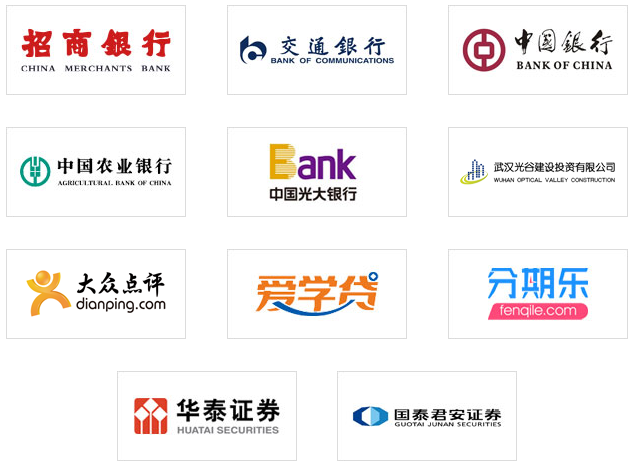 招商銀行
CHINA MERCHANTS BANK
交通銀行
BANK OF COMMUNICATIONS
中国銀行
BANK OF CHINA
中国农业银行
AGRICULTURAL BANK OF CHINA
Bank
中国光大银行
武汉光谷建设投资有限公司
WUHAN OPTICAL VALLEY CONSTRUCTION
大众点评
dianping.com
爱学贷
分期乐
fenqile.com
华泰证券
HUATAI SECURITIES
国泰君安证券
GUOTAI JUNAN SECURITIES